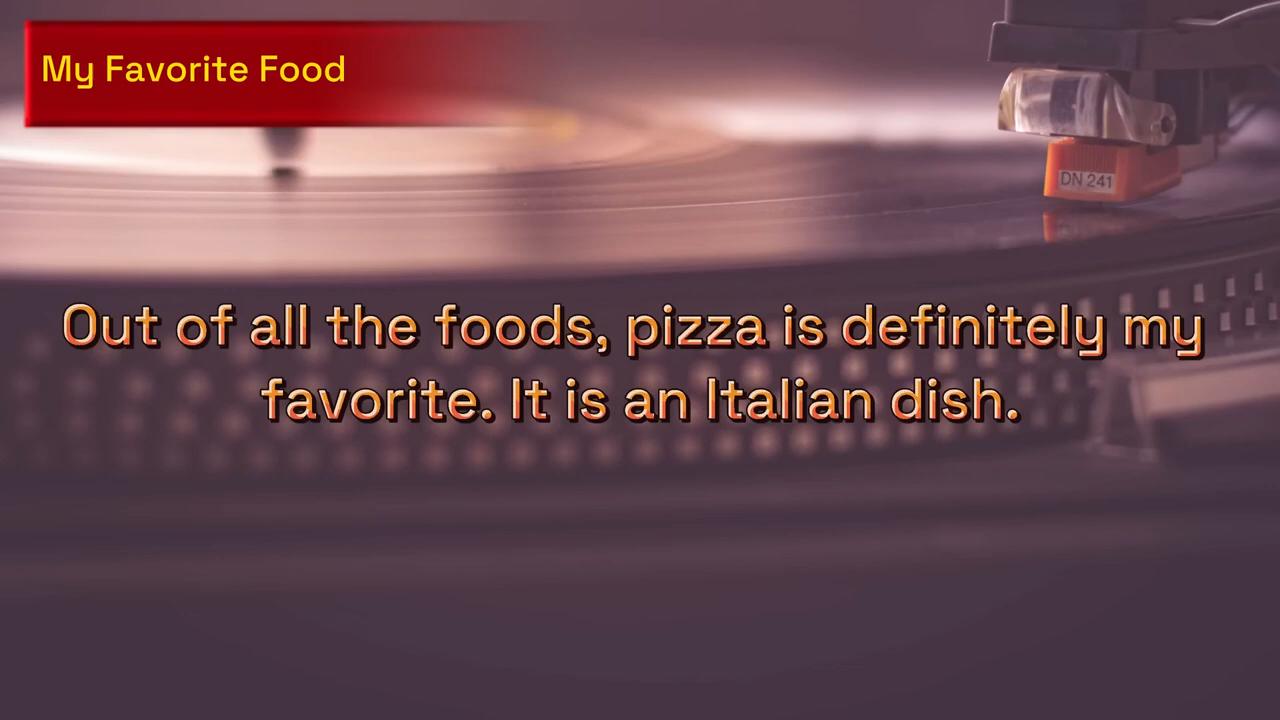 My Favorite Food
DN 241
Out of all the foods, pizza is definitely my
favorite. It is an Italian dish.